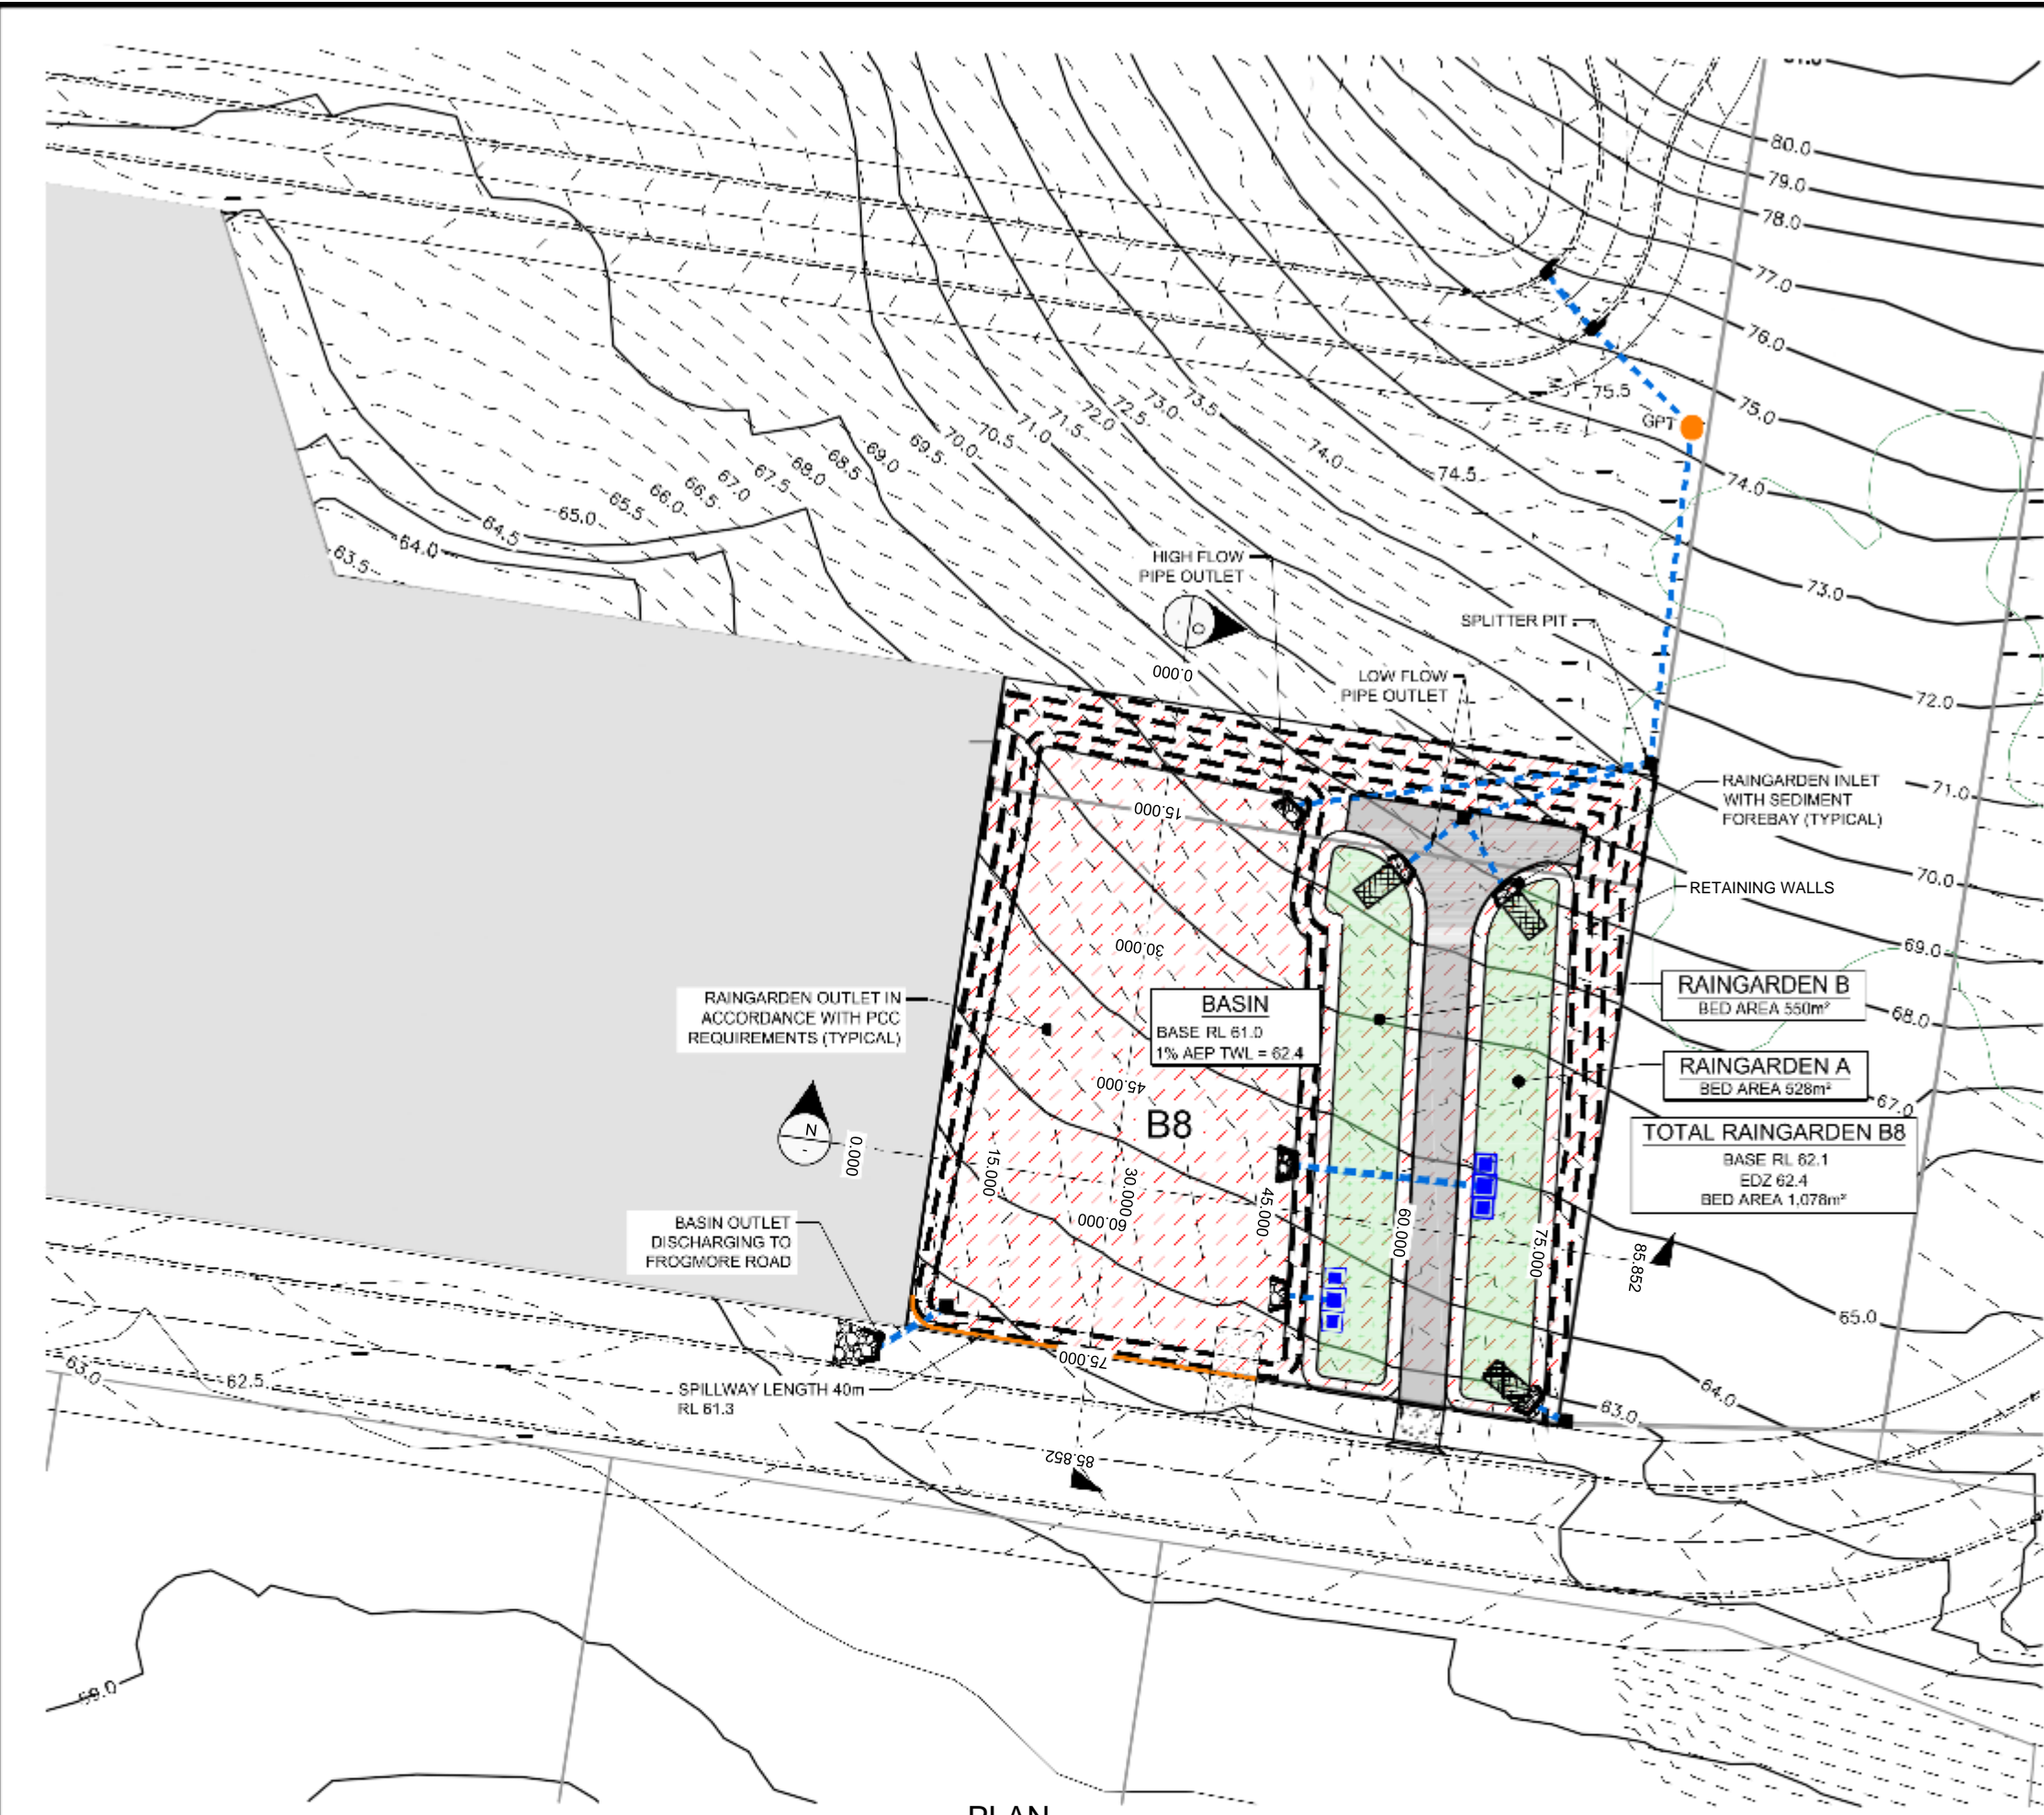 80.0
79.0
78.0
77.0
76.0
75.5
75.0
GPT
74.0
73.5
73.0
72.5
72.0
71.5
71.0
70.5
70.0
69.5
69.0
68.5
68.0
67.5
67.0
66.5
66.0
65.5
65.0
64.5
64.0
63.5
74.0
74.5
73.0
72.0
71.0
70.0
69.0
68.0
67.0
65.0
64.0
63.0
HIGH FLOW
PIPE OUTLET
O
0.000
SPLITTER PIT
LOW FLOW
PIPE OUTLET
RAINGARDEN INLET
WITH SEDIMENT
FOREBAY (TYPICAL)
RETAINING WALLS
15.000
30.000
45.000
60.000
75.000
85.852
RAINGARDEN OUTLET IN
ACCORDANCE WITH PCC
REQUIREMENTS (TYPICAL)
BASIN
BASE RL 61.0
1% AEP TWL = 62.4
RAINGARDEN B
BED AREA 550m²
RAINGARDEN A
BED AREA 528m²
TOTAL RAINGARDEN B8
BASE RL 62.1
EDZ 62.4
BED AREA 1,078m²
B8
N
0.000
15.000
30.000
45.000
60.000
75.000
85.852
BASIN OUTLET
DISCHARGING TO
FROGMORE ROAD
SPILLWAY LENGTH 40m
RL 61.3
63.0
62.5
59.0
PLAN